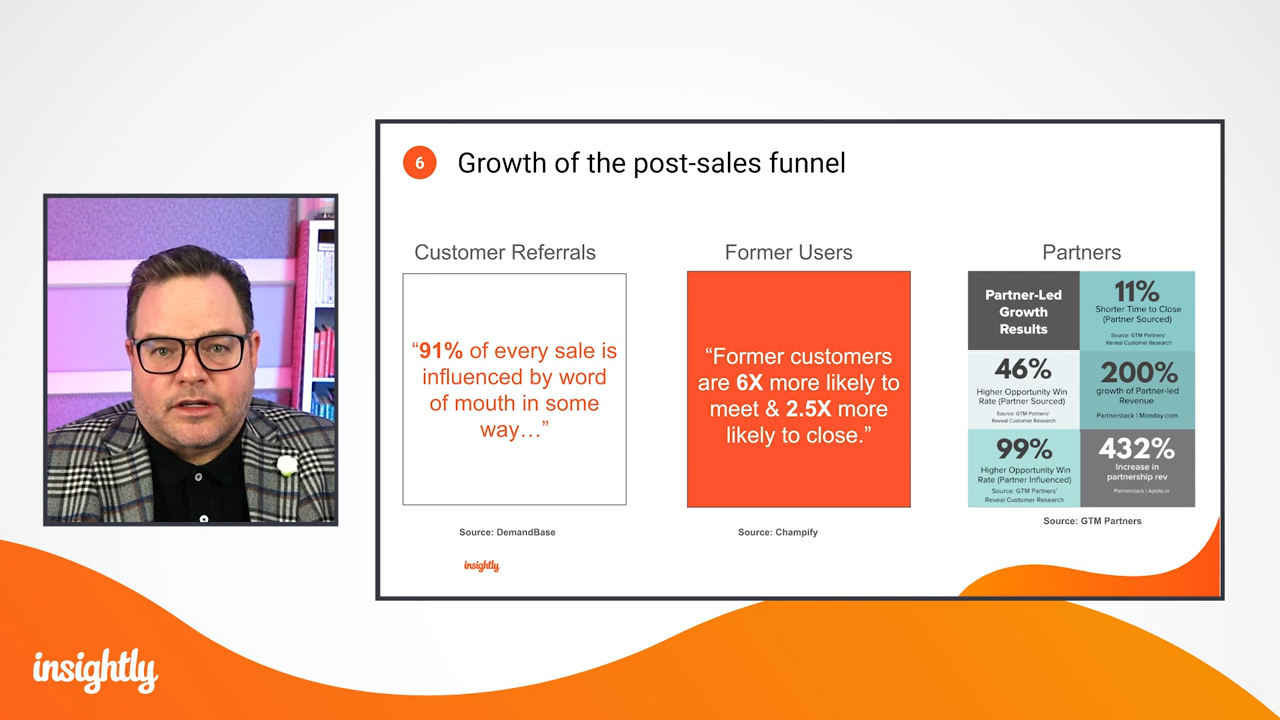 6 Growth of the post-sales funnel
Customer Referrals
“91% of every sale is
influenced by word
of mouth in some
way…”
Source: DemandBase
Former Users
“Former customers
are 6X more likely to
meet & 2.5X more
likely to close.”
Source: Champify
Partners
Partner-Led
Growth
Results
11%
Shorter Time to Close
(Partner Sourced)
Source: GTM Partners'
Reveal Customer Research
46%
Higher Opportunity Win
Rate (Partner Sourced)
Source: GTM Partners'
Reveal Customer Research
200%
growth of Partner-led
Revenue
Partnerstack | Monday.com
99%
Higher Opportunity Win
Rate (Partner Influenced)
Source: GTM Partners'
Reveal Customer Research
432%
Increase in
partnership rev
Partnerstack | Apollo.io
Source: GTM Partners
insightly
insightly